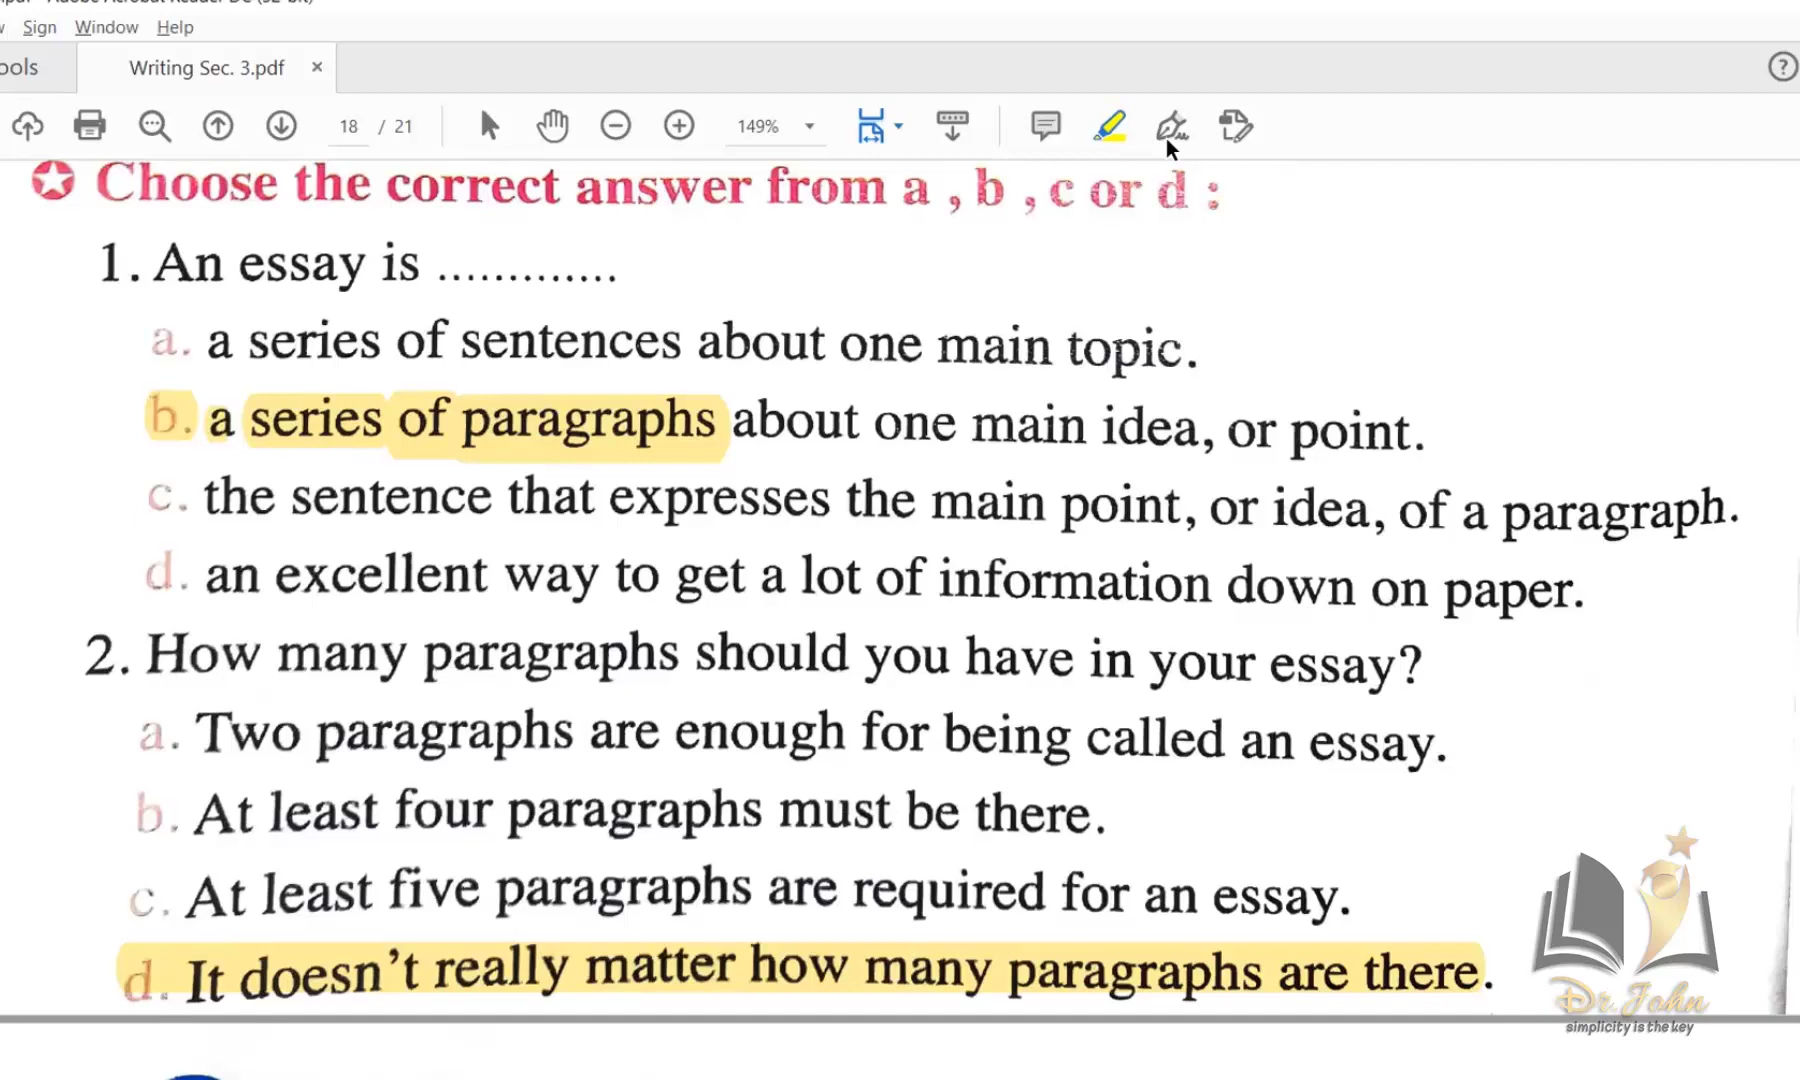 Sign Window Help
ools Writing Sec. 3.pdf ×
18 / 21 149%
Choose the correct answer from a , b , c or d :
1. An essay is .............
a. a series of sentences about one main topic.
b. a series of paragraphs about one main idea, or point.
c. the sentence that expresses the main point, or idea, of a paragraph.
d. an excellent way to get a lot of information down on paper.
2. How many paragraphs should you have in your essay?
a. Two paragraphs are enough for being called an essay.
b. At least four paragraphs must be there.
c. At least five paragraphs are required for an essay.
d. It doesn't really matter how many paragraphs are there.
Dr. John
simplicity is the key